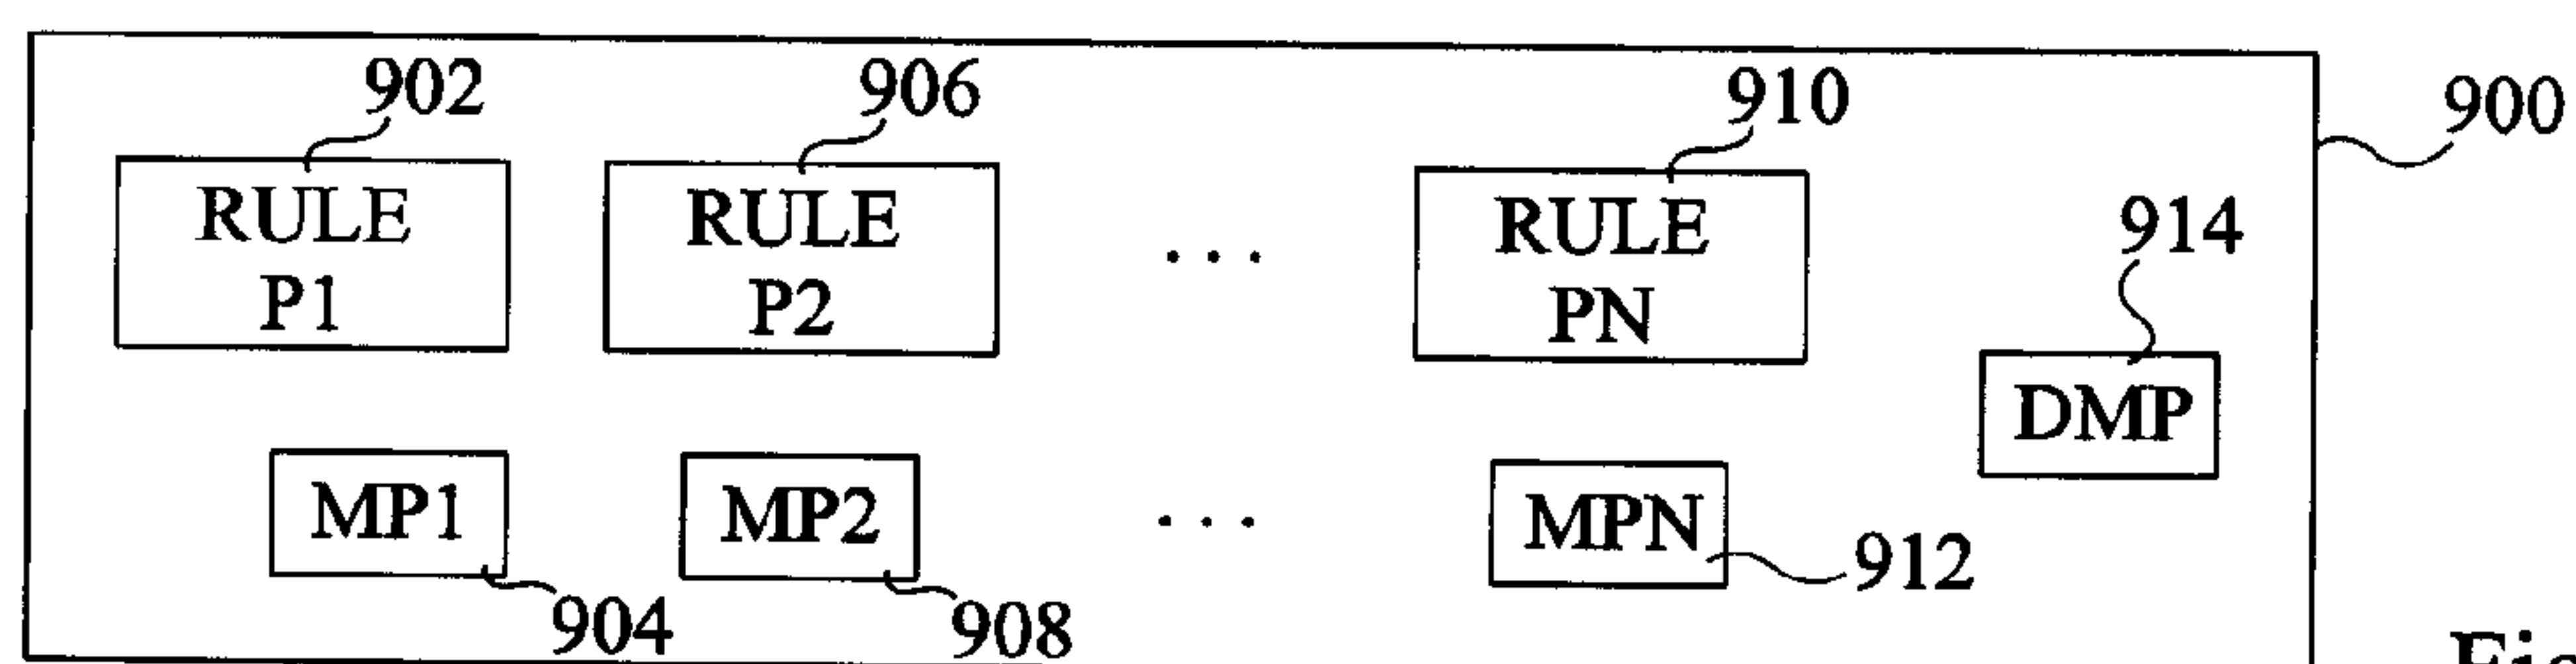 902
906
910
900
RULE
P1
RULE
P2
...
RULE
PN
914
DMP
MP1
MP2
...
MPN
912
904
908